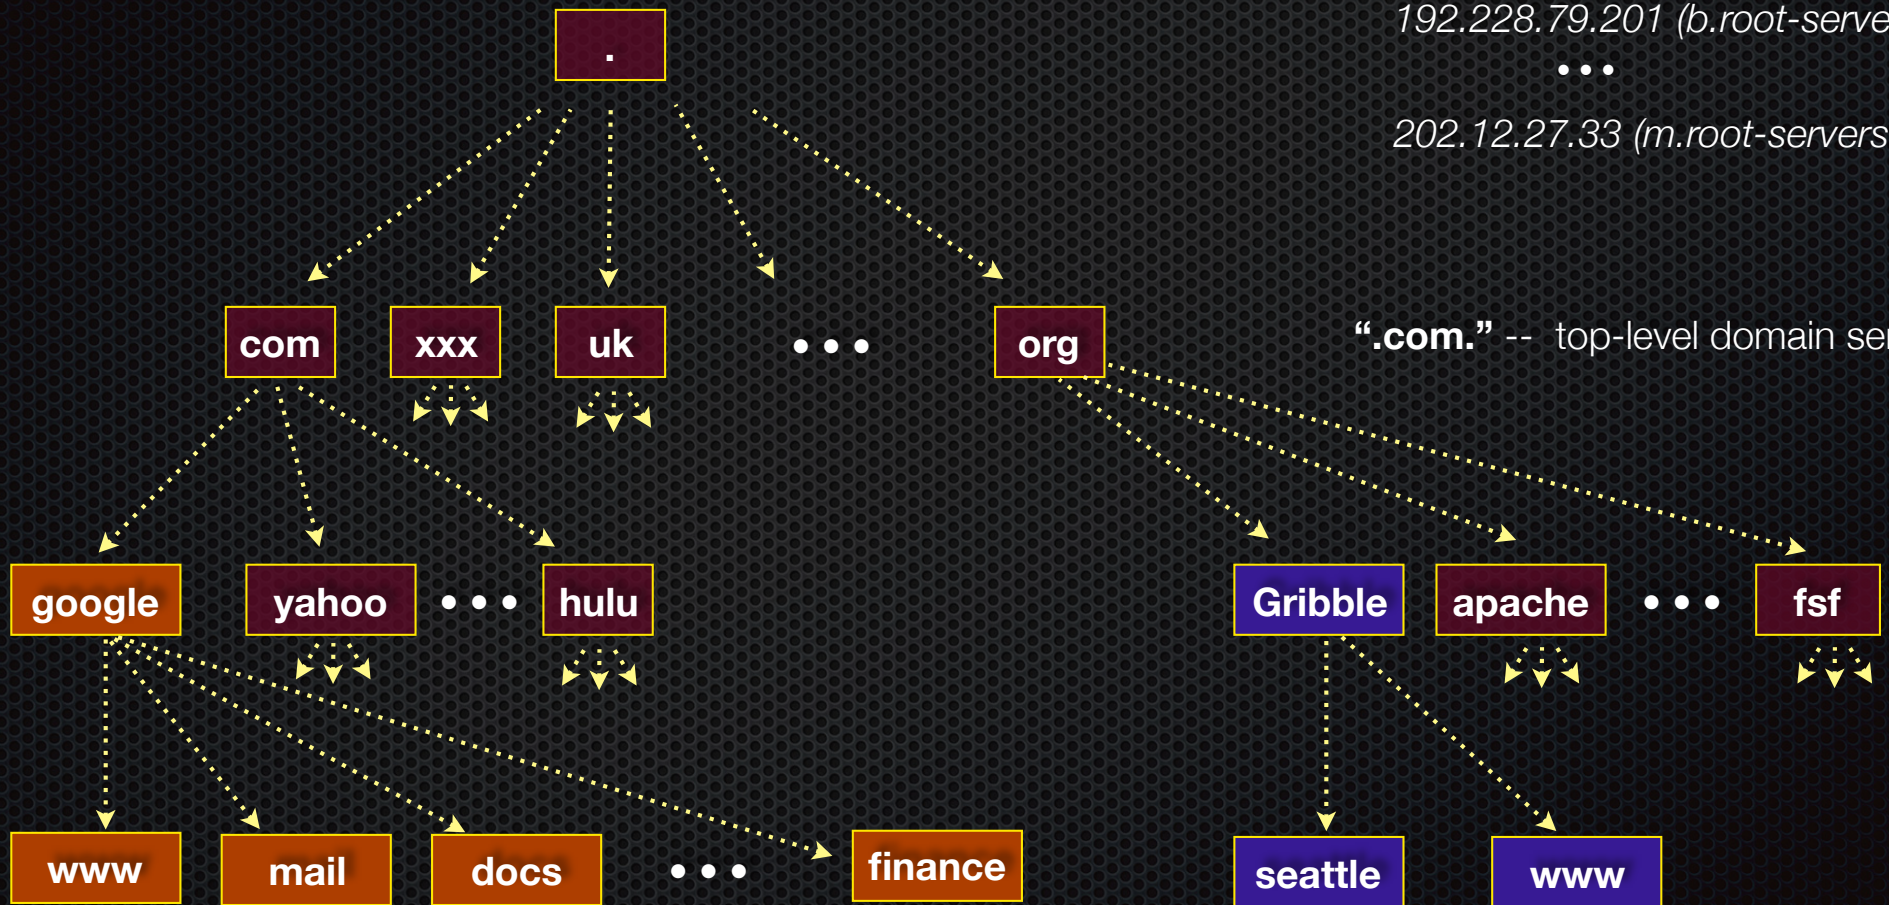 .
192.228.79.201 (b.root-serve
•••
202.12.27.33 (m.root-servers
com xxx uk ••• org
“.com.” -- top-level domain ser
google yahoo ••• hulu Gribble apache ••• fsf
www mail docs ••• finance seattle www